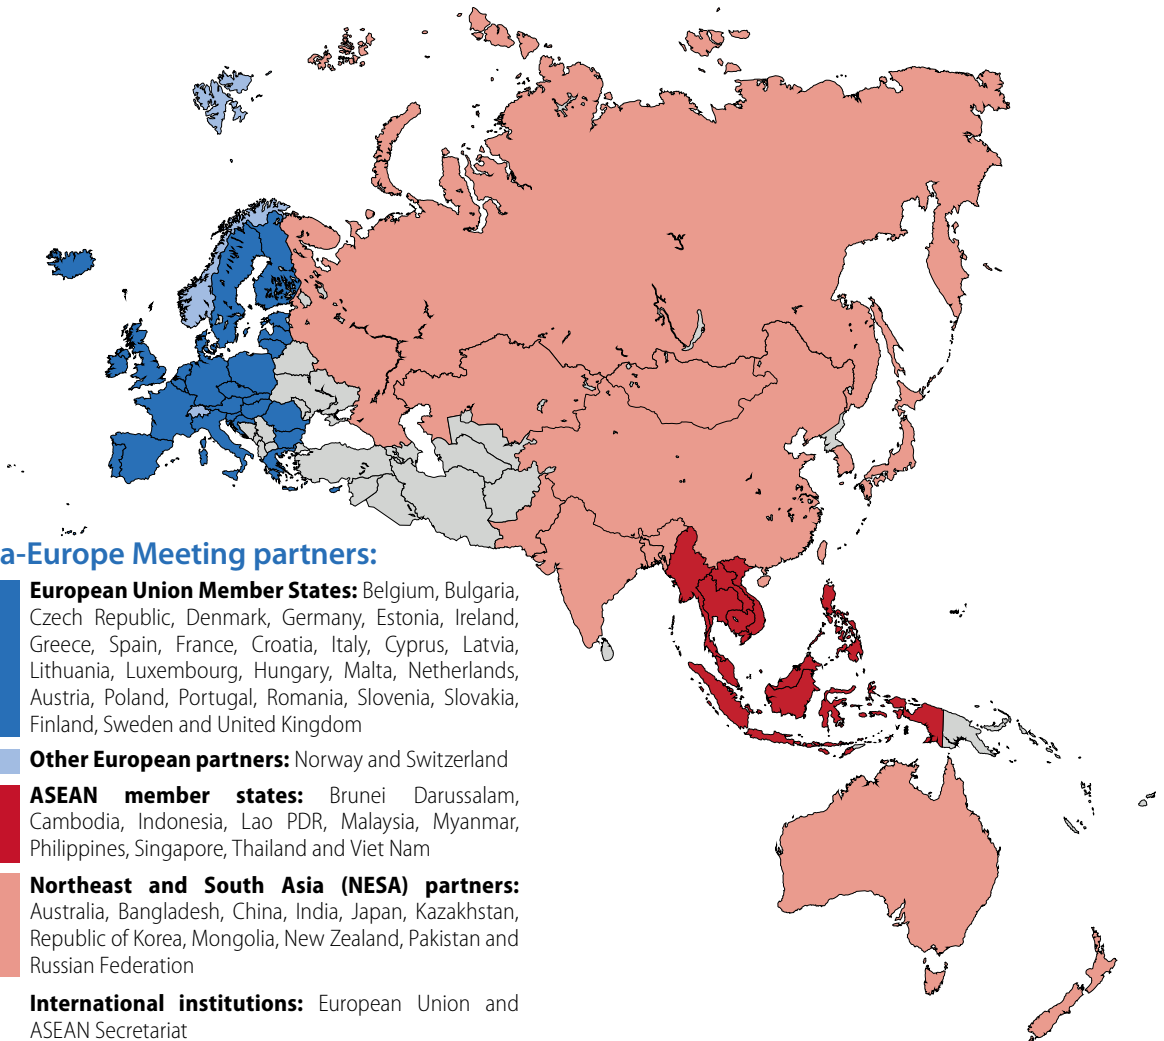 a-Europe Meeting partners:
European Union Member States: Belgium, Bulgaria,
Czech Republic, Denmark, Germany, Estonia, Ireland,
Greece, Spain, France, Croatia, Italy, Cyprus, Latvia,
Lithuania, Luxembourg, Hungary, Malta, Netherlands,
Austria, Poland, Portugal, Romania, Slovenia, Slovakia,
Finland, Sweden and United Kingdom
Other European partners: Norway and Switzerland
ASEAN member states: Brunei Darussalam,
Cambodia, Indonesia, Lao PDR, Malaysia, Myanmar,
Philippines, Singapore, Thailand and Viet Nam
Northeast and South Asia (NESA) partners:
Australia, Bangladesh, China, India, Japan, Kazakhstan,
Republic of Korea, Mongolia, New Zealand, Pakistan and
Russian Federation
International institutions: European Union and
ASEAN Secretariat